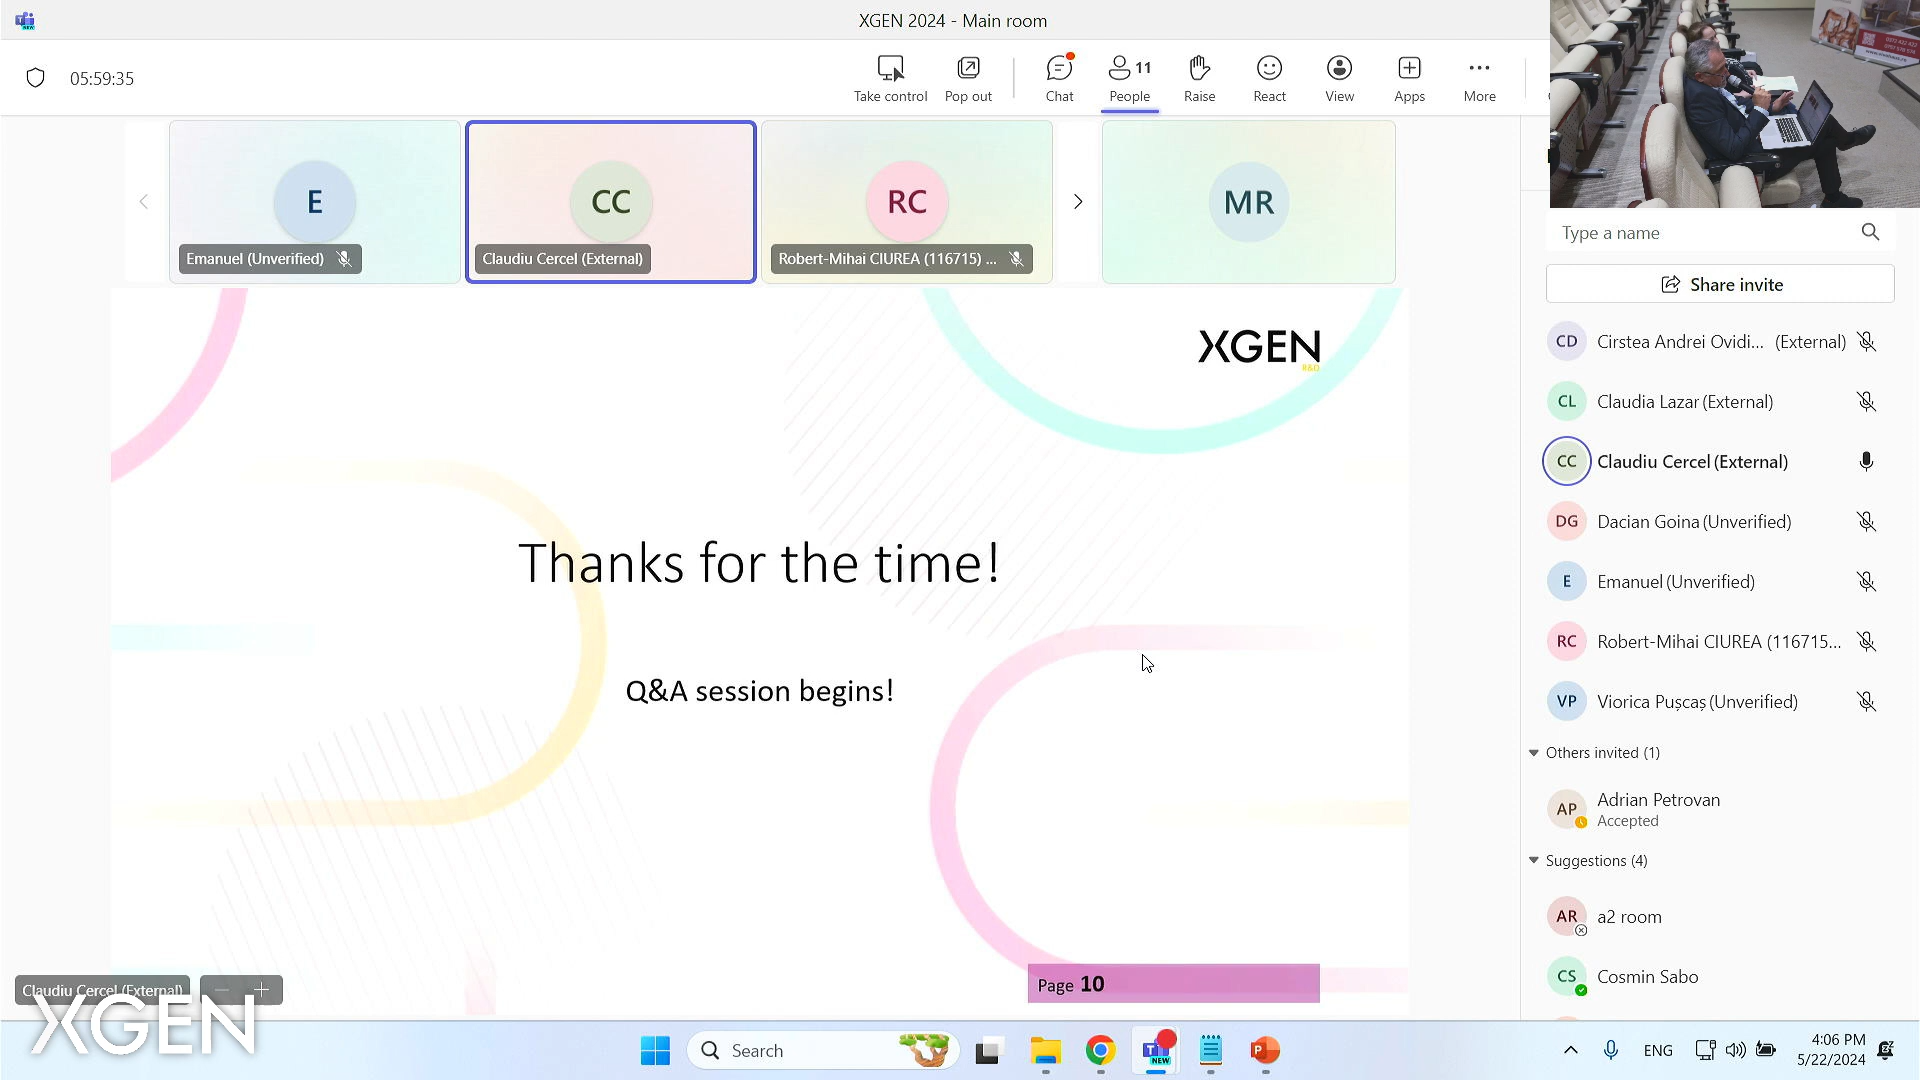 XGEN 2024 - Main room
05:59:35
Take control
Pop out
Chat
11
People
Raise
React
View
Apps
More
E
Emanuel (Unverified)
CC
Claudiu Cercel (External)
RC
Robert-Mihai CIUREA (116715) ...
MR
Type a name
Share invite
CD Cirstea Andrei Ovidi... (External)
CL Claudia Lazar (External)
CC Claudiu Cercel (External)
DG Dacian Goina (Unverified)
E Emanuel (Unverified)
RC Robert-Mihai CIUREA (116715...
VP Viorica Pușcaș (Unverified)
Others invited (1)
AP Adrian Petrovan
Accepted
Suggestions (4)
AR a2 room
CS Cosmin Sabo
XGEN
R&D
Thanks for the time!
Q&A session begins!
Page 10
Claudiu Cercel (External)
XGEN
Search
NEW
ENG
4:06 PM
5/22/2024